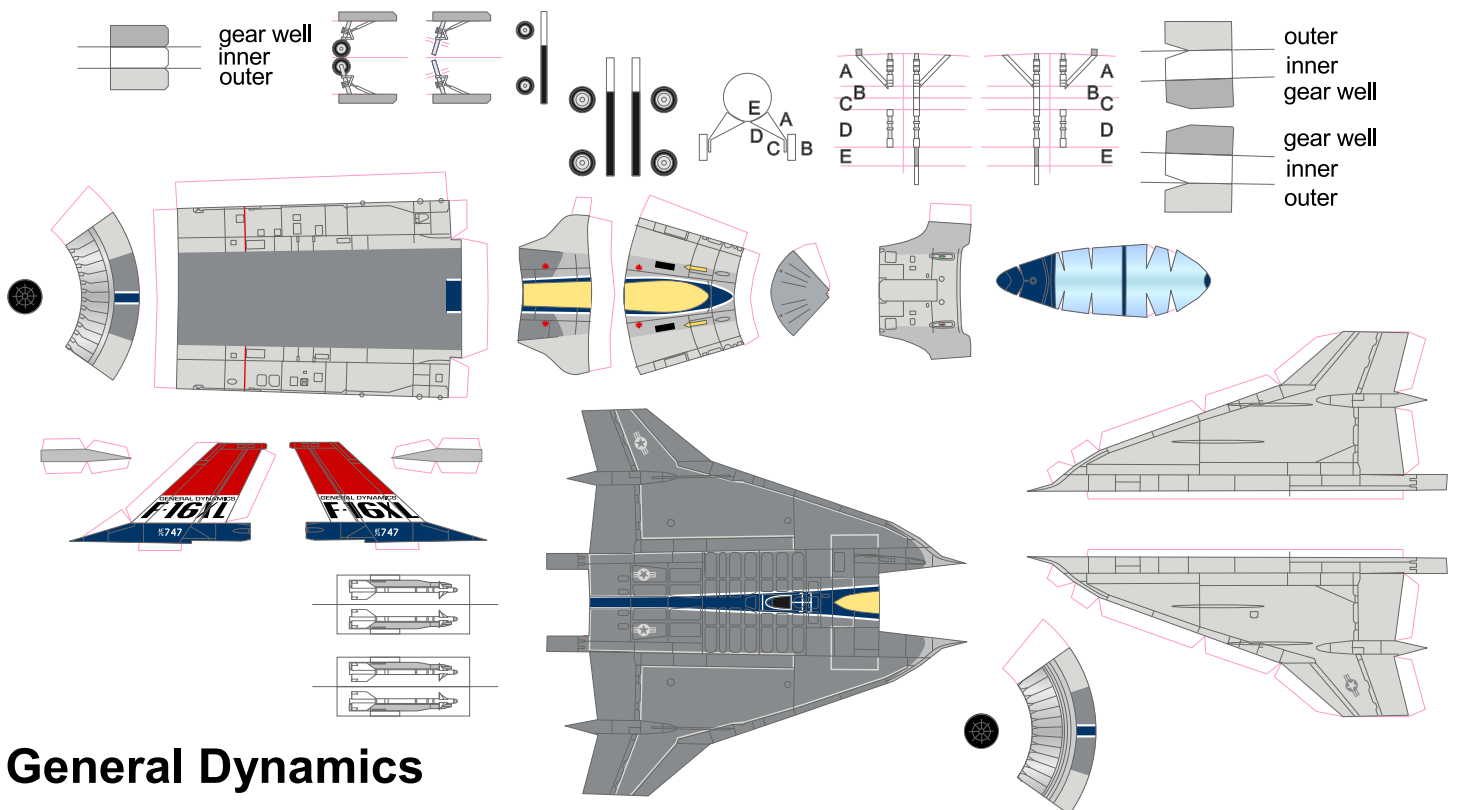 gear well
inner
outer
A
B
C
D
E
E
A
D
C
B
A
B
C
D
E
outer
inner
gear well
gear well
inner
outer
GENERAL DYNAMICS
F-16XL
747
GENERAL DYNAMICS
F-16XL
747
General Dynamics